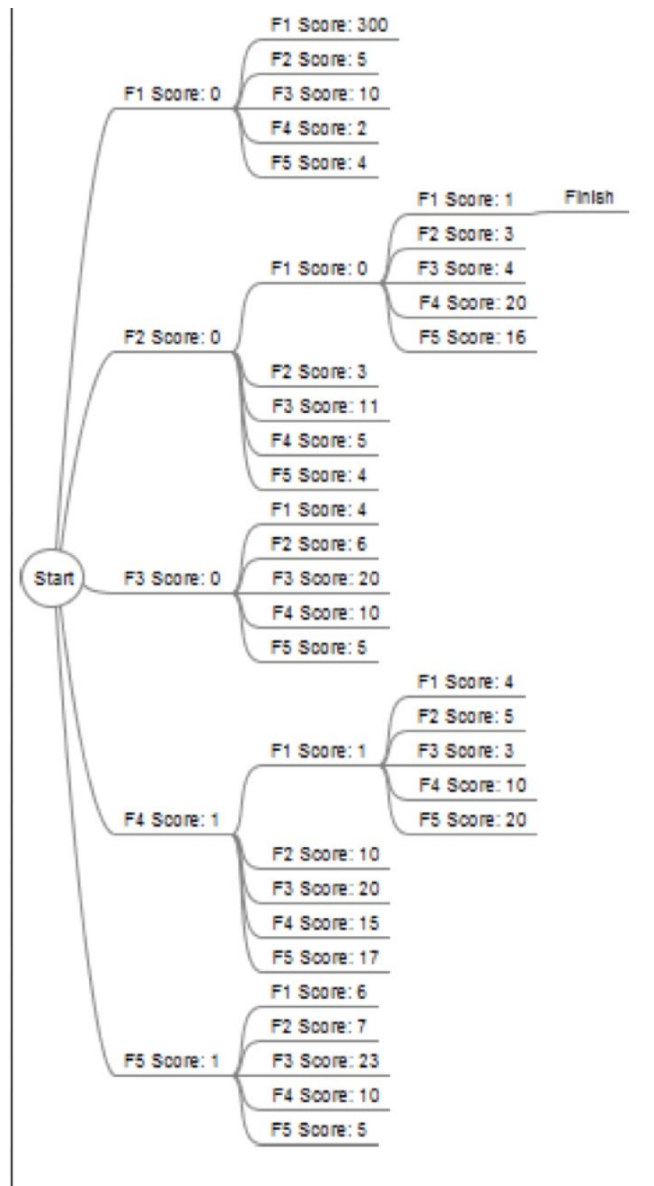 F1 Score: 300
F2 Score: 5
F1 Score: 0
F3 Score: 10
F4 Score: 2
F5 Score: 4
F1 Score: 1
Finish
F2 Score: 3
F1 Score: 0
F3 Score: 4
F4 Score: 20
F2 Score: 0
F5 Score: 16
F2 Score: 3
F3 Score: 11
F4 Score: 5
F5 Score: 4
F1 Score: 4
F2 Score: 6
Start
F3 Score: 0
F3 Score: 20
F4 Score: 10
F5 Score: 5
F1 Score: 4
F2 Score: 5
F1 Score: 1
F3 Score: 3
F4 Score: 10
F4 Score: 1
F5 Score: 20
F2 Score: 10
F3 Score: 20
F4 Score: 15
F5 Score: 17
F1 Score: 6
F2 Score: 7
F5 Score: 1
F3 Score: 23
F4 Score: 10
F5 Score: 5